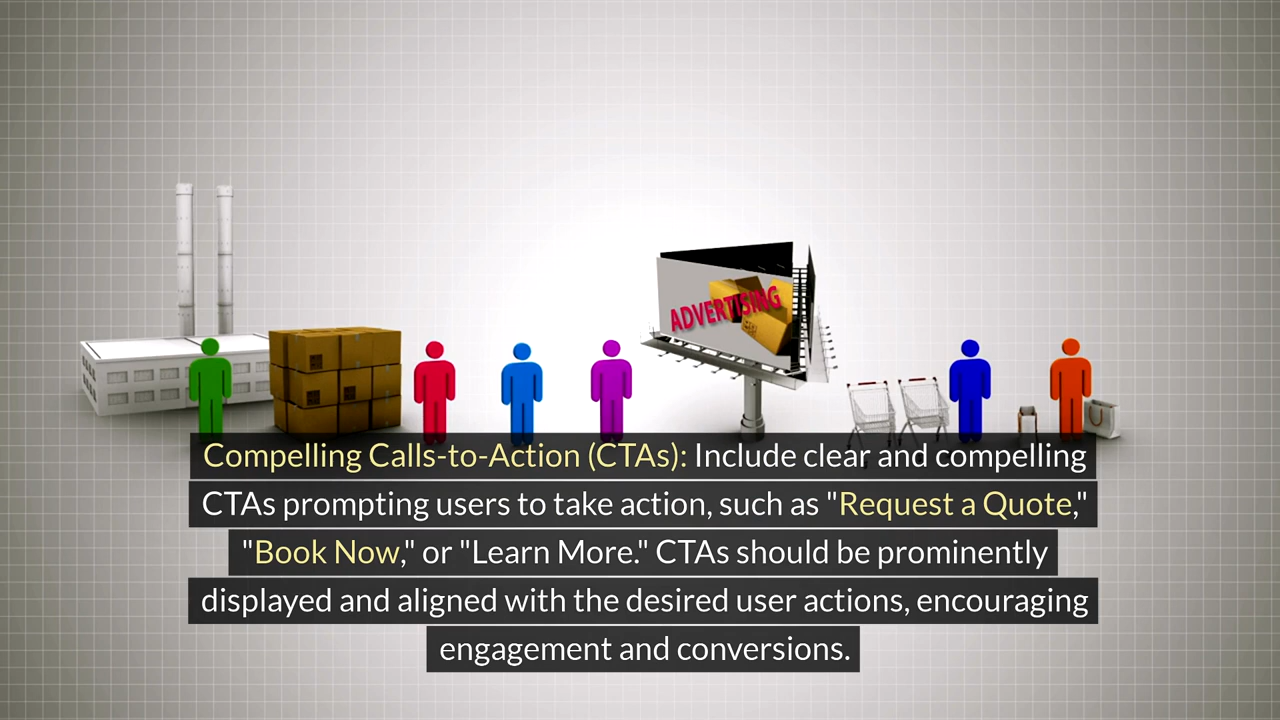 ADVERTISING
Compelling Calls-to-Action (CTAs): Include clear and compelling
CTAs prompting users to take action, such as "Request a Quote,"
"Book Now," or "Learn More." CTAs should be prominently
displayed and aligned with the desired user actions, encouraging
engagement and conversions.